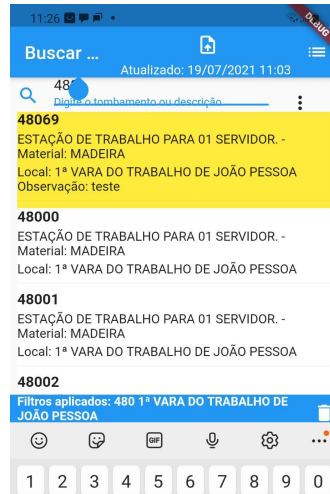 11:26
DEBUG
Buscar ...
Atualizado: 19/07/2021 11:03
480
Digite o tombamento ou descrição
48069
ESTAÇÃO DE TRABALHO PARA 01 SERVIDOR. -
Material: MADEIRA
Local: 1ª VARA DO TRABALHO DE JOÃO PESSOA
Observação: teste
48000
ESTAÇÃO DE TRABALHO PARA 01 SERVIDOR. -
Material: MADEIRA
Local: 1ª VARA DO TRABALHO DE JOÃO PESSOA
48001
ESTAÇÃO DE TRABALHO PARA 01 SERVIDOR. -
Material: MADEIRA
Local: 1ª VARA DO TRABALHO DE JOÃO PESSOA
48002
Filtros aplicados: 480 1ª VARA DO TRABALHO DE
JOÃO PESSOA
GIF
1 2 3 4 5 6 7 8 9 0